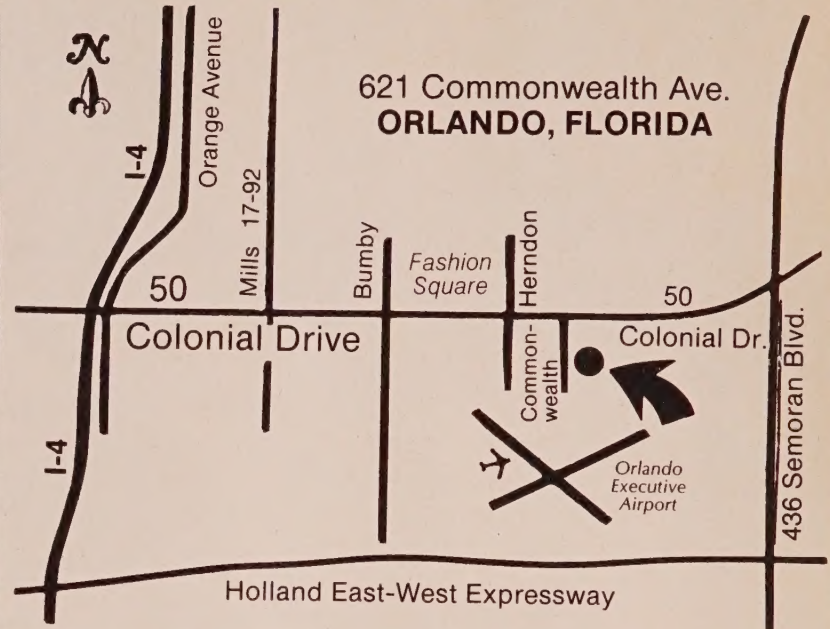 N
I-4
Orange Avenue
Mills 17-92
621 Commonwealth Ave.
ORLANDO, FLORIDA
Bumby
Fashion
Square
Herndon
50
50
Colonial Drive
Colonial Dr.
Common-
wealth
I-4
Orlando
Executive
Airport
436 Semoran Blvd.
Holland East-West Expressway